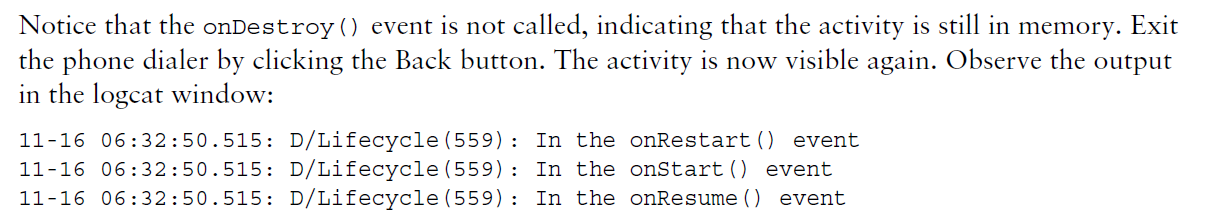 Notice that the onDestroy() event is not called, indicating that the activity is still in memory. Exit
the phone dialer by clicking the Back button. The activity is now visible again. Observe the output
in the logcat window:
11-16 06:32:50.515: D/Lifecycle(559): In the onRestart() event
11-16 06:32:50.515: D/Lifecycle(559): In the onStart() event
11-16 06:32:50.515: D/Lifecycle(559): In the onResume() event